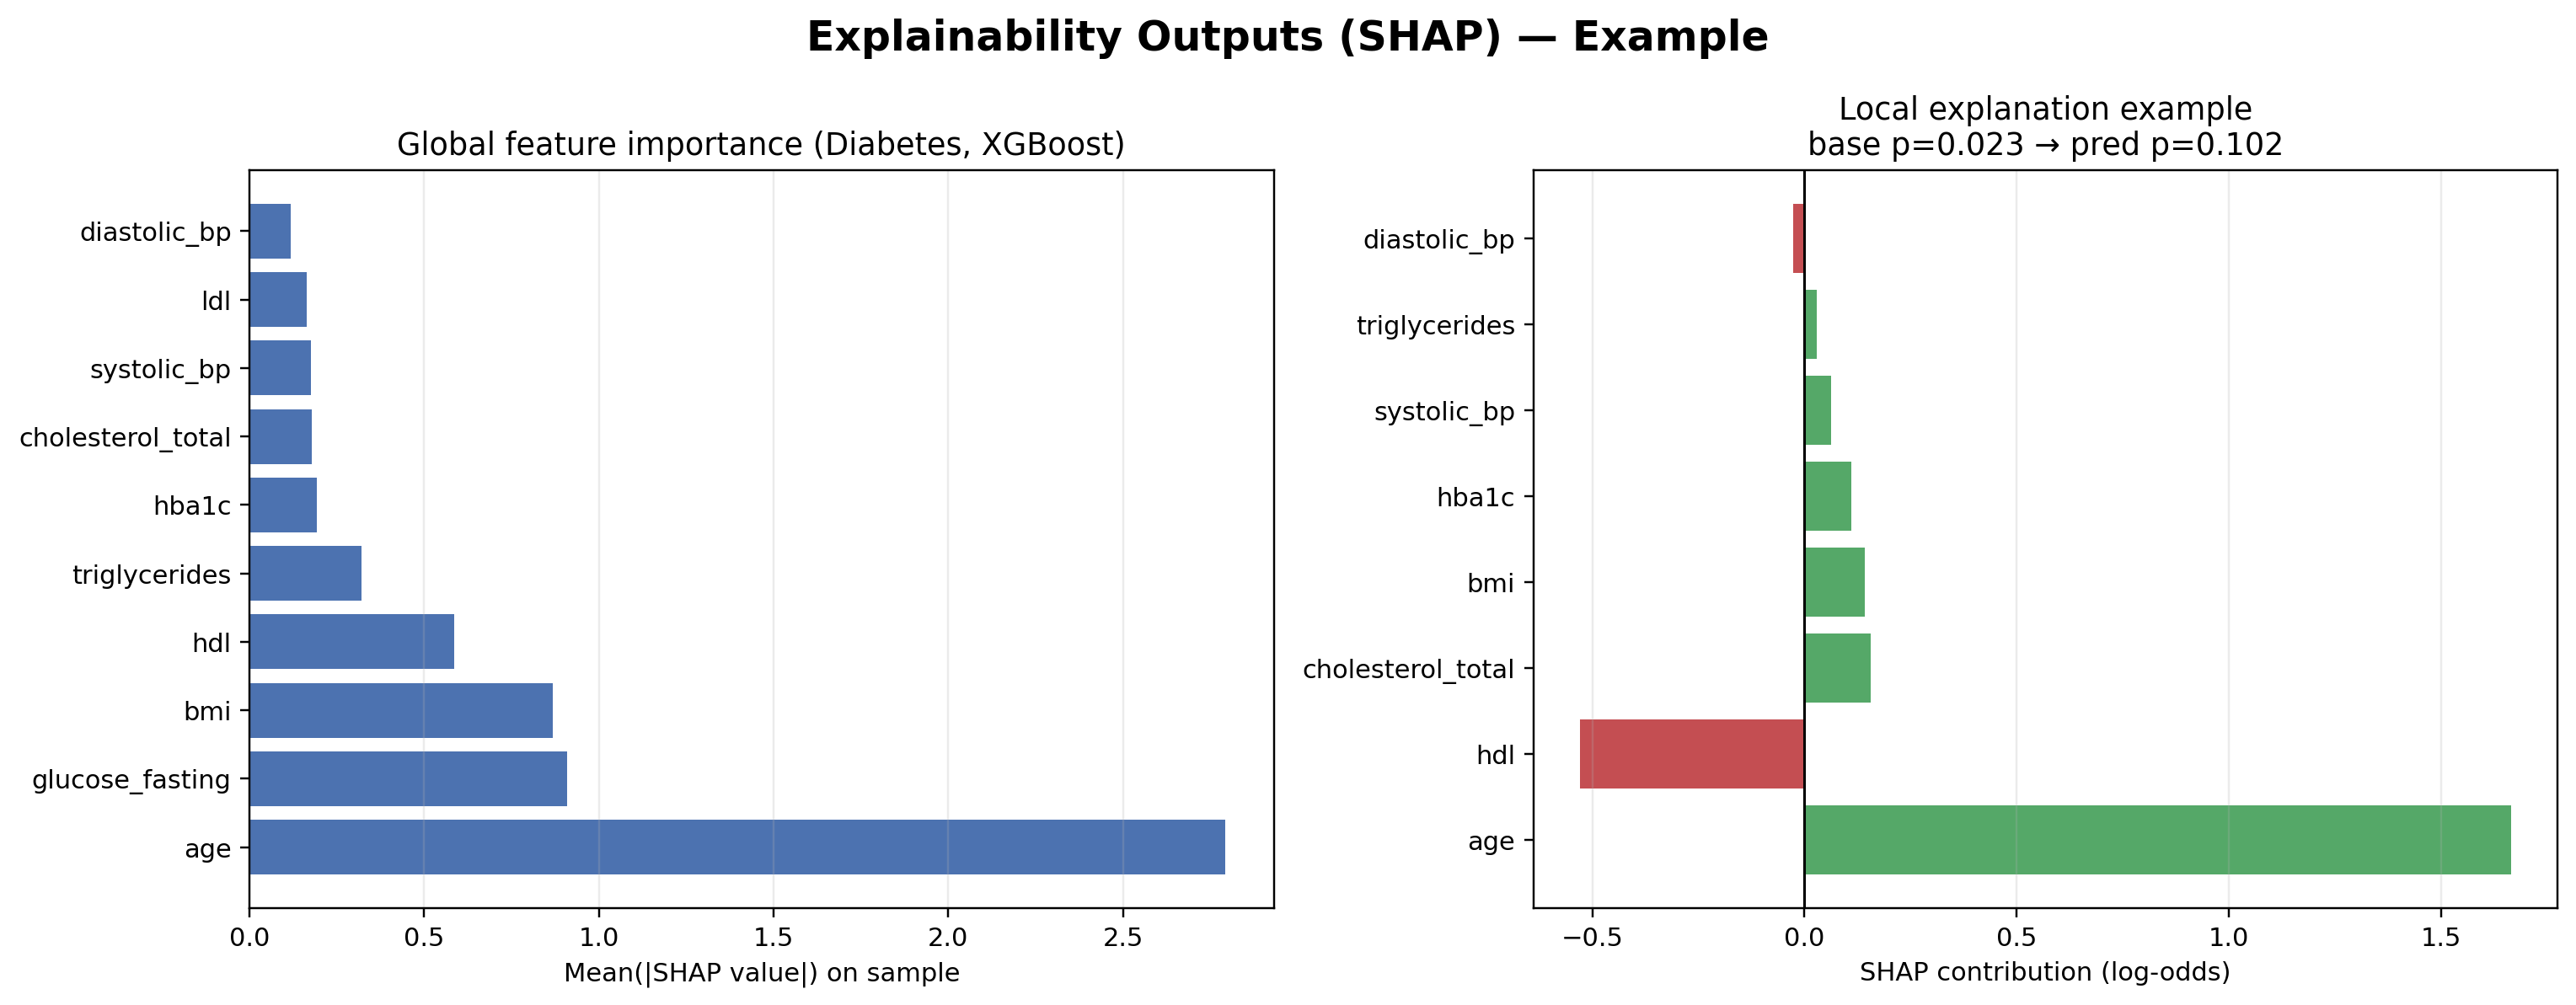 Explainability Outputs (SHAP) — Example
Global feature importance (Diabetes, XGBoost)
diastolic_bp
ldl
systolic_bp
cholesterol_total
hba1c
triglycerides
hdl
bmi
glucose_fasting
age
0.0 0.5 1.0 1.5 2.0 2.5
Mean(|SHAP value|) on sample
Local explanation example
base p=0.023 → pred p=0.102
diastolic_bp
triglycerides
systolic_bp
hba1c
bmi
cholesterol_total
hdl
age
−0.5 0.0 0.5 1.0 1.5
SHAP contribution (log-odds)